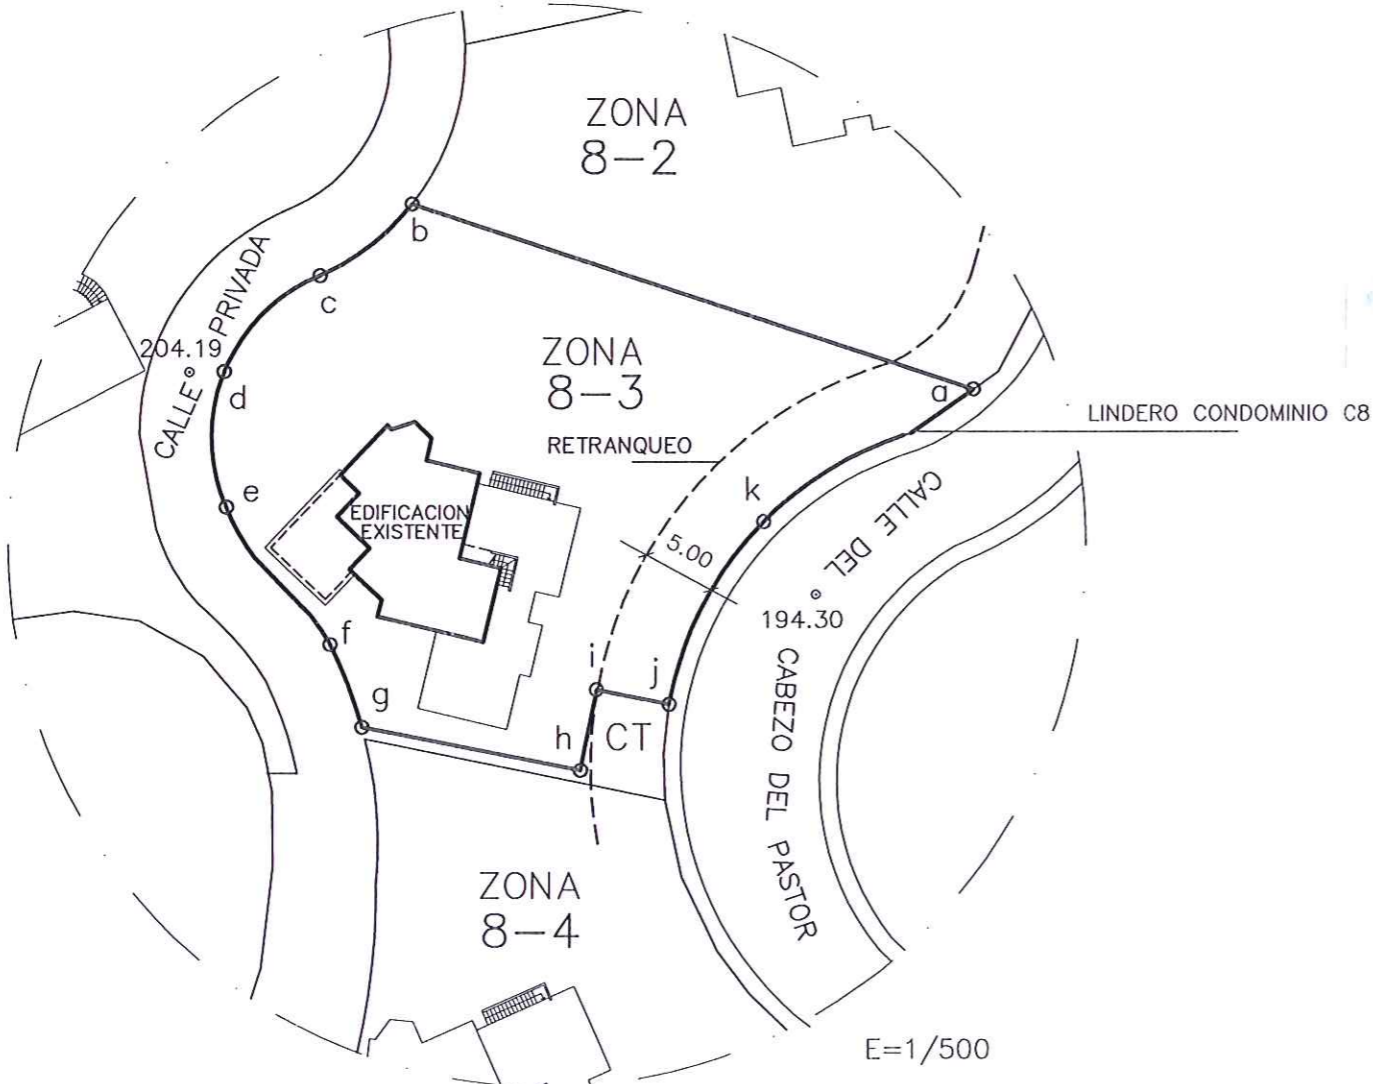 ZONA
8-2
b
c
CALLE PRIVADA
204.19
d
ZONA
8-3
a
LINDERO CONDOMINIO C8
RETRANQUEO
k
e
EDIFICACION
EXISTENTE
5.00
CALLE DEL CABEZO DEL PASTOR
194.30
f
i
j
g
h
CT
ZONA
8-4
E=1/500